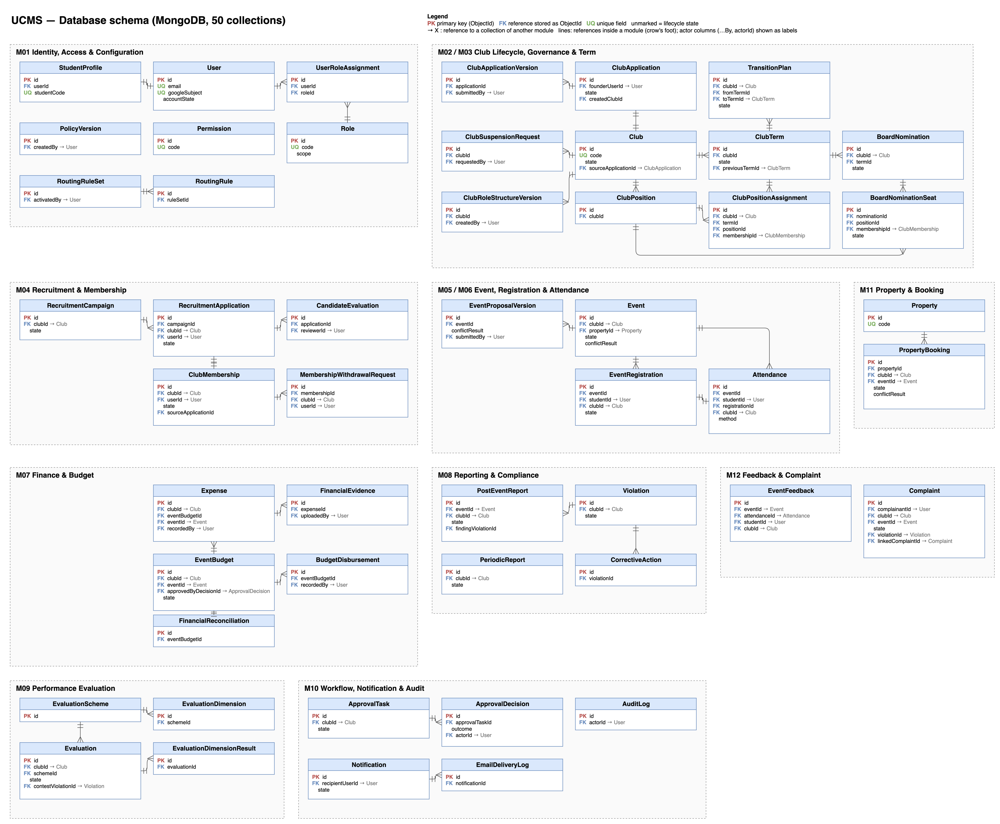 UCMS — Database schema (MongoDB, 50 collections)
Legend
PK primary key (ObjectId) FK reference stored as ObjectId UQ unique field unmarked = lifecycle state
→ X : reference to a collection of another module lines: references inside a module (crow's foot); actor columns (…By, actorId) shown as labels
M01 Identity, Access & Configuration
StudentProfile
PK id
FK userId
UQ studentCode
User
PK id
UQ email
UQ googleSubject
accountState
UserRoleAssignment
PK id
FK userId
FK roleId
PolicyVersion
PK id
FK createdBy → User
Permission
PK id
UQ code
Role
PK id
UQ code
scope
RoutingRuleSet
PK id
FK activatedBy → User
RoutingRule
PK id
FK ruleSetId
M02 / M03 Club Lifecycle, Governance & Term
ClubApplicationVersion
PK id
FK applicationId
FK submittedBy → User
ClubApplication
PK id
FK founderUserId → User
state
FK createdClubId
TransitionPlan
PK id
FK clubId → Club
FK fromTermId
FK toTermId → ClubTerm
state
ClubSuspensionRequest
PK id
FK clubId
FK requestedBy → User
Club
PK id
UQ code
state
FK sourceApplicationId → ClubApplication
ClubTerm
PK id
FK clubId
state
FK previousTermId → ClubTerm
BoardNomination
PK id
FK clubId → Club
FK termId
state
ClubRoleStructureVersion
PK id
FK clubId
FK createdBy → User
ClubPosition
PK id
FK clubId
ClubPositionAssignment
PK id
FK clubId → Club
FK termId
FK positionId
FK membershipId → ClubMembership
BoardNominationSeat
PK id
FK nominationId
FK positionId
FK membershipId → ClubMembership
state
M04 Recruitment & Membership
RecruitmentCampaign
PK id
FK clubId → Club
state
RecruitmentApplication
PK id
FK campaignId
FK clubId → Club
FK userId → User
state
CandidateEvaluation
PK id
FK applicationId
FK reviewerId → User
ClubMembership
PK id
FK clubId → Club
FK userId → User
state
FK sourceApplicationId
MembershipWithdrawalRequest
PK id
FK membershipId
FK clubId → Club
FK userId → User
M05 / M06 Event, Registration & Attendance
EventProposalVersion
PK id
FK eventId
conflictResult
FK submittedBy → User
Event
PK id
FK clubId → Club
FK propertyId → Property
state
conflictResult
EventRegistration
PK id
FK eventId
FK studentId → User
FK clubId → Club
state
Attendance
PK id
FK eventId
FK studentId → User
FK registrationId
FK clubId → Club
method
M11 Property & Booking
Property
PK id
UQ code
PropertyBooking
PK id
FK propertyId
FK clubId → Club
FK eventId → Event
state
conflictResult
M07 Finance & Budget
Expense
PK id
FK clubId → Club
FK eventBudgetId
FK eventId → Event
FK recordedBy → User
FinancialEvidence
PK id
FK expenseId
FK uploadedBy → User
EventBudget
PK id
FK clubId → Club
FK eventId → Event
FK approvedByDecisionId → ApprovalDecision
state
BudgetDisbursement
PK id
FK eventBudgetId
FK recordedBy → User
FinancialReconciliation
PK id
FK eventBudgetId
M08 Reporting & Compliance
PostEventReport
PK id
FK eventId → Event
FK clubId → Club
state
FK findingViolationId
Violation
PK id
FK clubId → Club
state
PeriodicReport
PK id
FK clubId → Club
state
CorrectiveAction
PK id
FK violationId
M12 Feedback & Complaint
EventFeedback
PK id
FK eventId → Event
FK attendanceId → Attendance
FK studentId → User
FK clubId → Club
Complaint
PK id
FK complainantId → User
FK clubId → Club
FK eventId → Event
state
FK violationId → Violation
FK linkedComplaintId → Complaint
M09 Performance Evaluation
EvaluationScheme
PK id
EvaluationDimension
PK id
FK schemeId
Evaluation
PK id
FK clubId → Club
FK schemeId
state
FK contestViolationId → Violation
EvaluationDimensionResult
PK id
FK evaluationId
M10 Workflow, Notification & Audit
ApprovalTask
PK id
FK clubId → Club
state
ApprovalDecision
PK id
FK approvalTaskId
outcome
FK actorId → User
AuditLog
PK id
FK actorId → User
Notification
PK id
FK recipientUserId → User
state
EmailDeliveryLog
PK id
FK notificationId